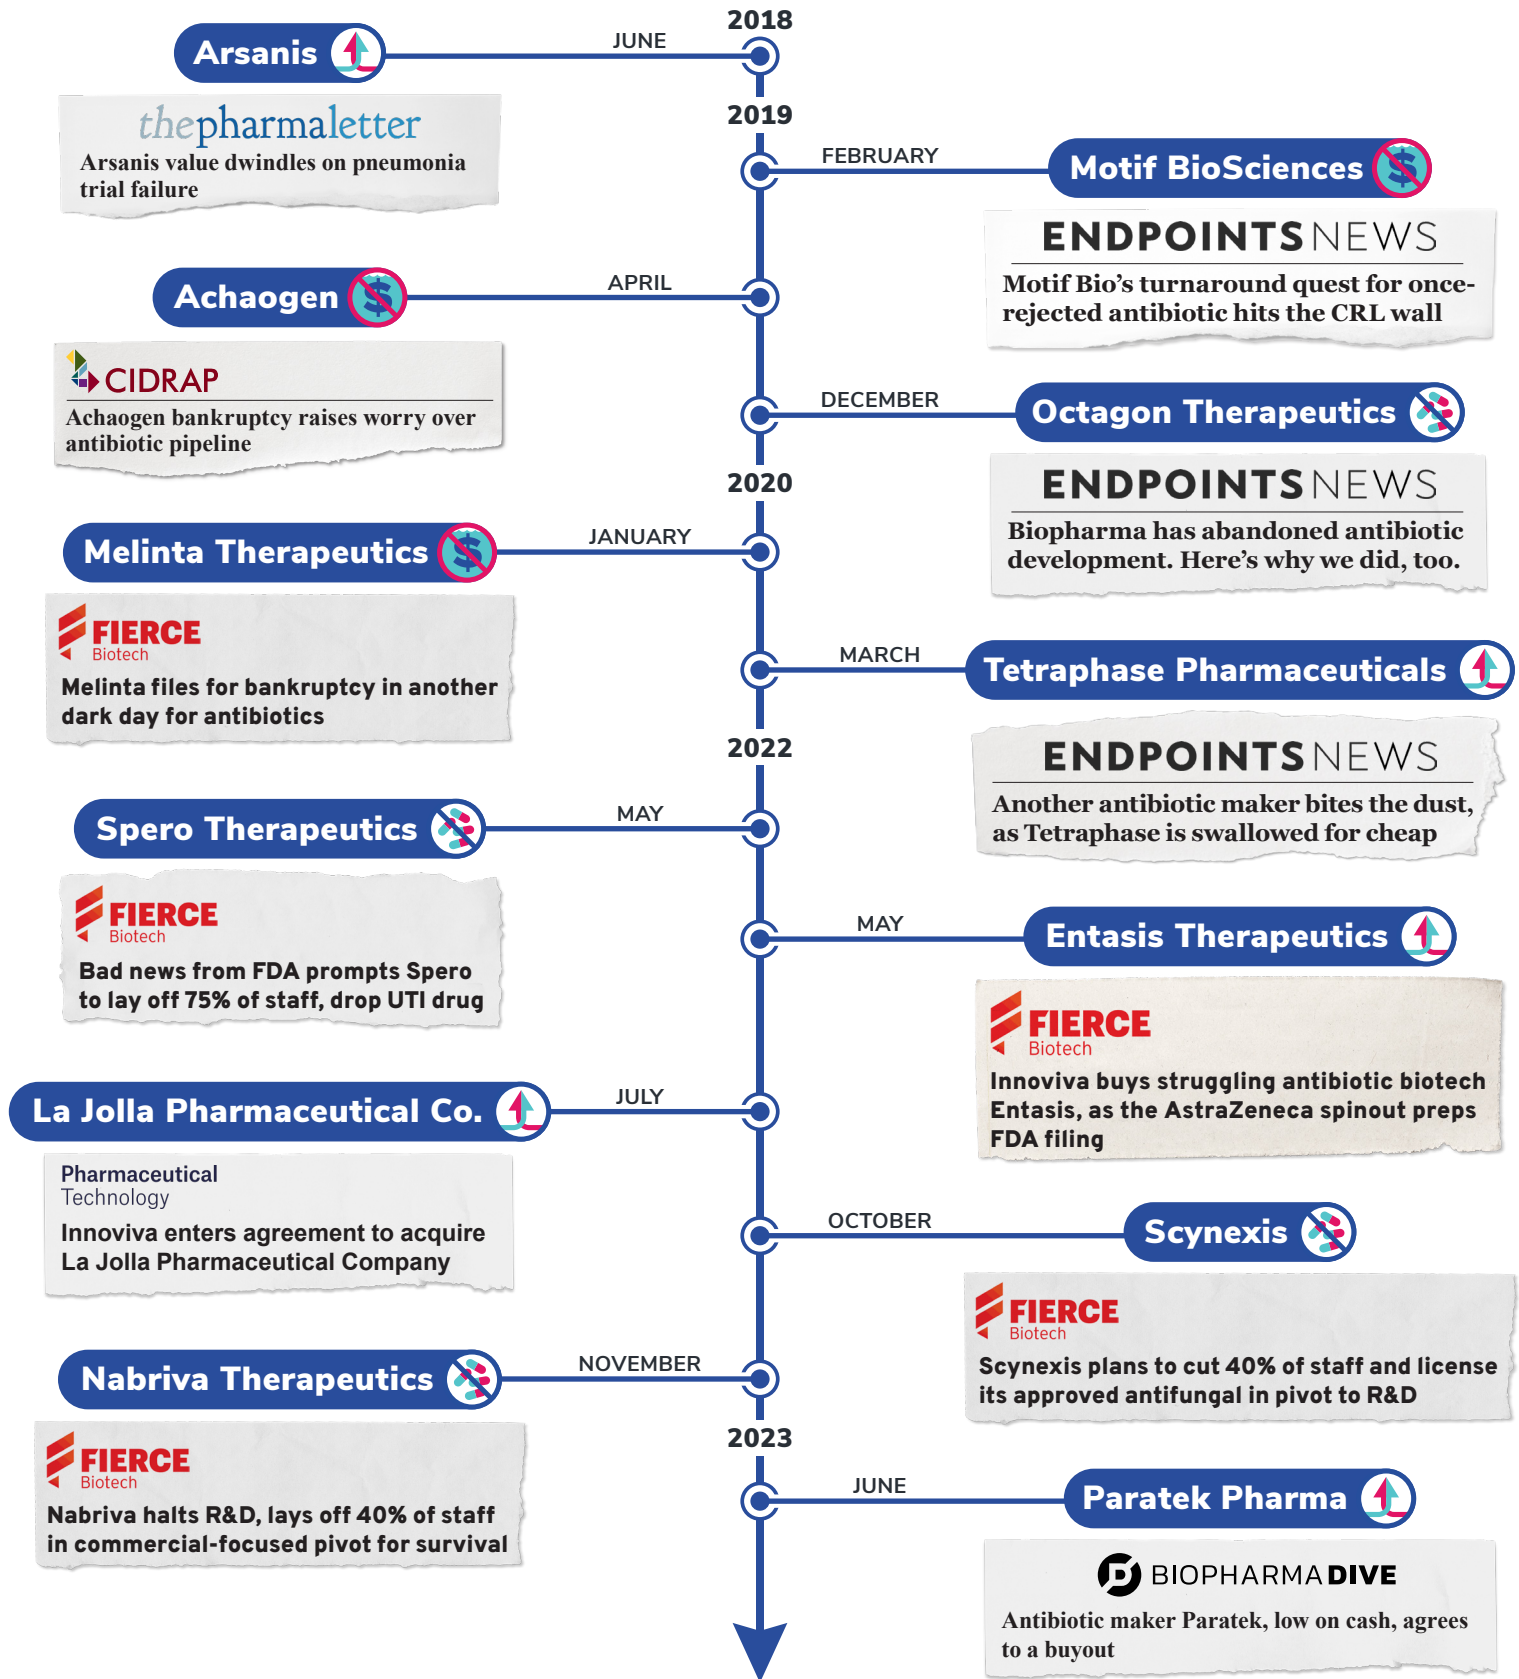 2018
JUNE
Arsanis
thepharmaletter
Arsanis value dwindles on pneumonia
trial failure
2019
FEBRUARY
Motif BioSciences
ENDPOINTS NEWS
Motif Bio’s turnaround quest for once-
rejected antibiotic hits the CRL wall
APRIL
Achaogen
CIDRAP
Achaogen bankruptcy raises worry over
antibiotic pipeline
DECEMBER
Octagon Therapeutics
ENDPOINTS NEWS
Biopharma has abandoned antibiotic
development. Here’s why we did, too.
2020
JANUARY
Melinta Therapeutics
FIERCE
Biotech
Melinta files for bankruptcy in another
dark day for antibiotics
MARCH
Tetraphase Pharmaceuticals
ENDPOINTS NEWS
Another antibiotic maker bites the dust,
as Tetraphase is swallowed for cheap
2022
MAY
Spero Therapeutics
FIERCE
Biotech
Bad news from FDA prompts Spero
to lay off 75% of staff, drop UTI drug
MAY
Entasis Therapeutics
FIERCE
Biotech
Innoviva buys struggling antibiotic biotech
Entasis, as the AstraZeneca spinout preps
FDA filing
JULY
La Jolla Pharmaceutical Co.
Pharmaceutical
Technology
Innoviva enters agreement to acquire
La Jolla Pharmaceutical Company
OCTOBER
Scynexis
FIERCE
Biotech
Scynexis plans to cut 40% of staff and license
its approved antifungal in pivot to R&D
NOVEMBER
Nabriva Therapeutics
FIERCE
Biotech
Nabriva halts R&D, lays off 40% of staff
in commercial-focused pivot for survival
2023
JUNE
Paratek Pharma
BIOPHARMA DIVE
Antibiotic maker Paratek, low on cash, agrees
to a buyout